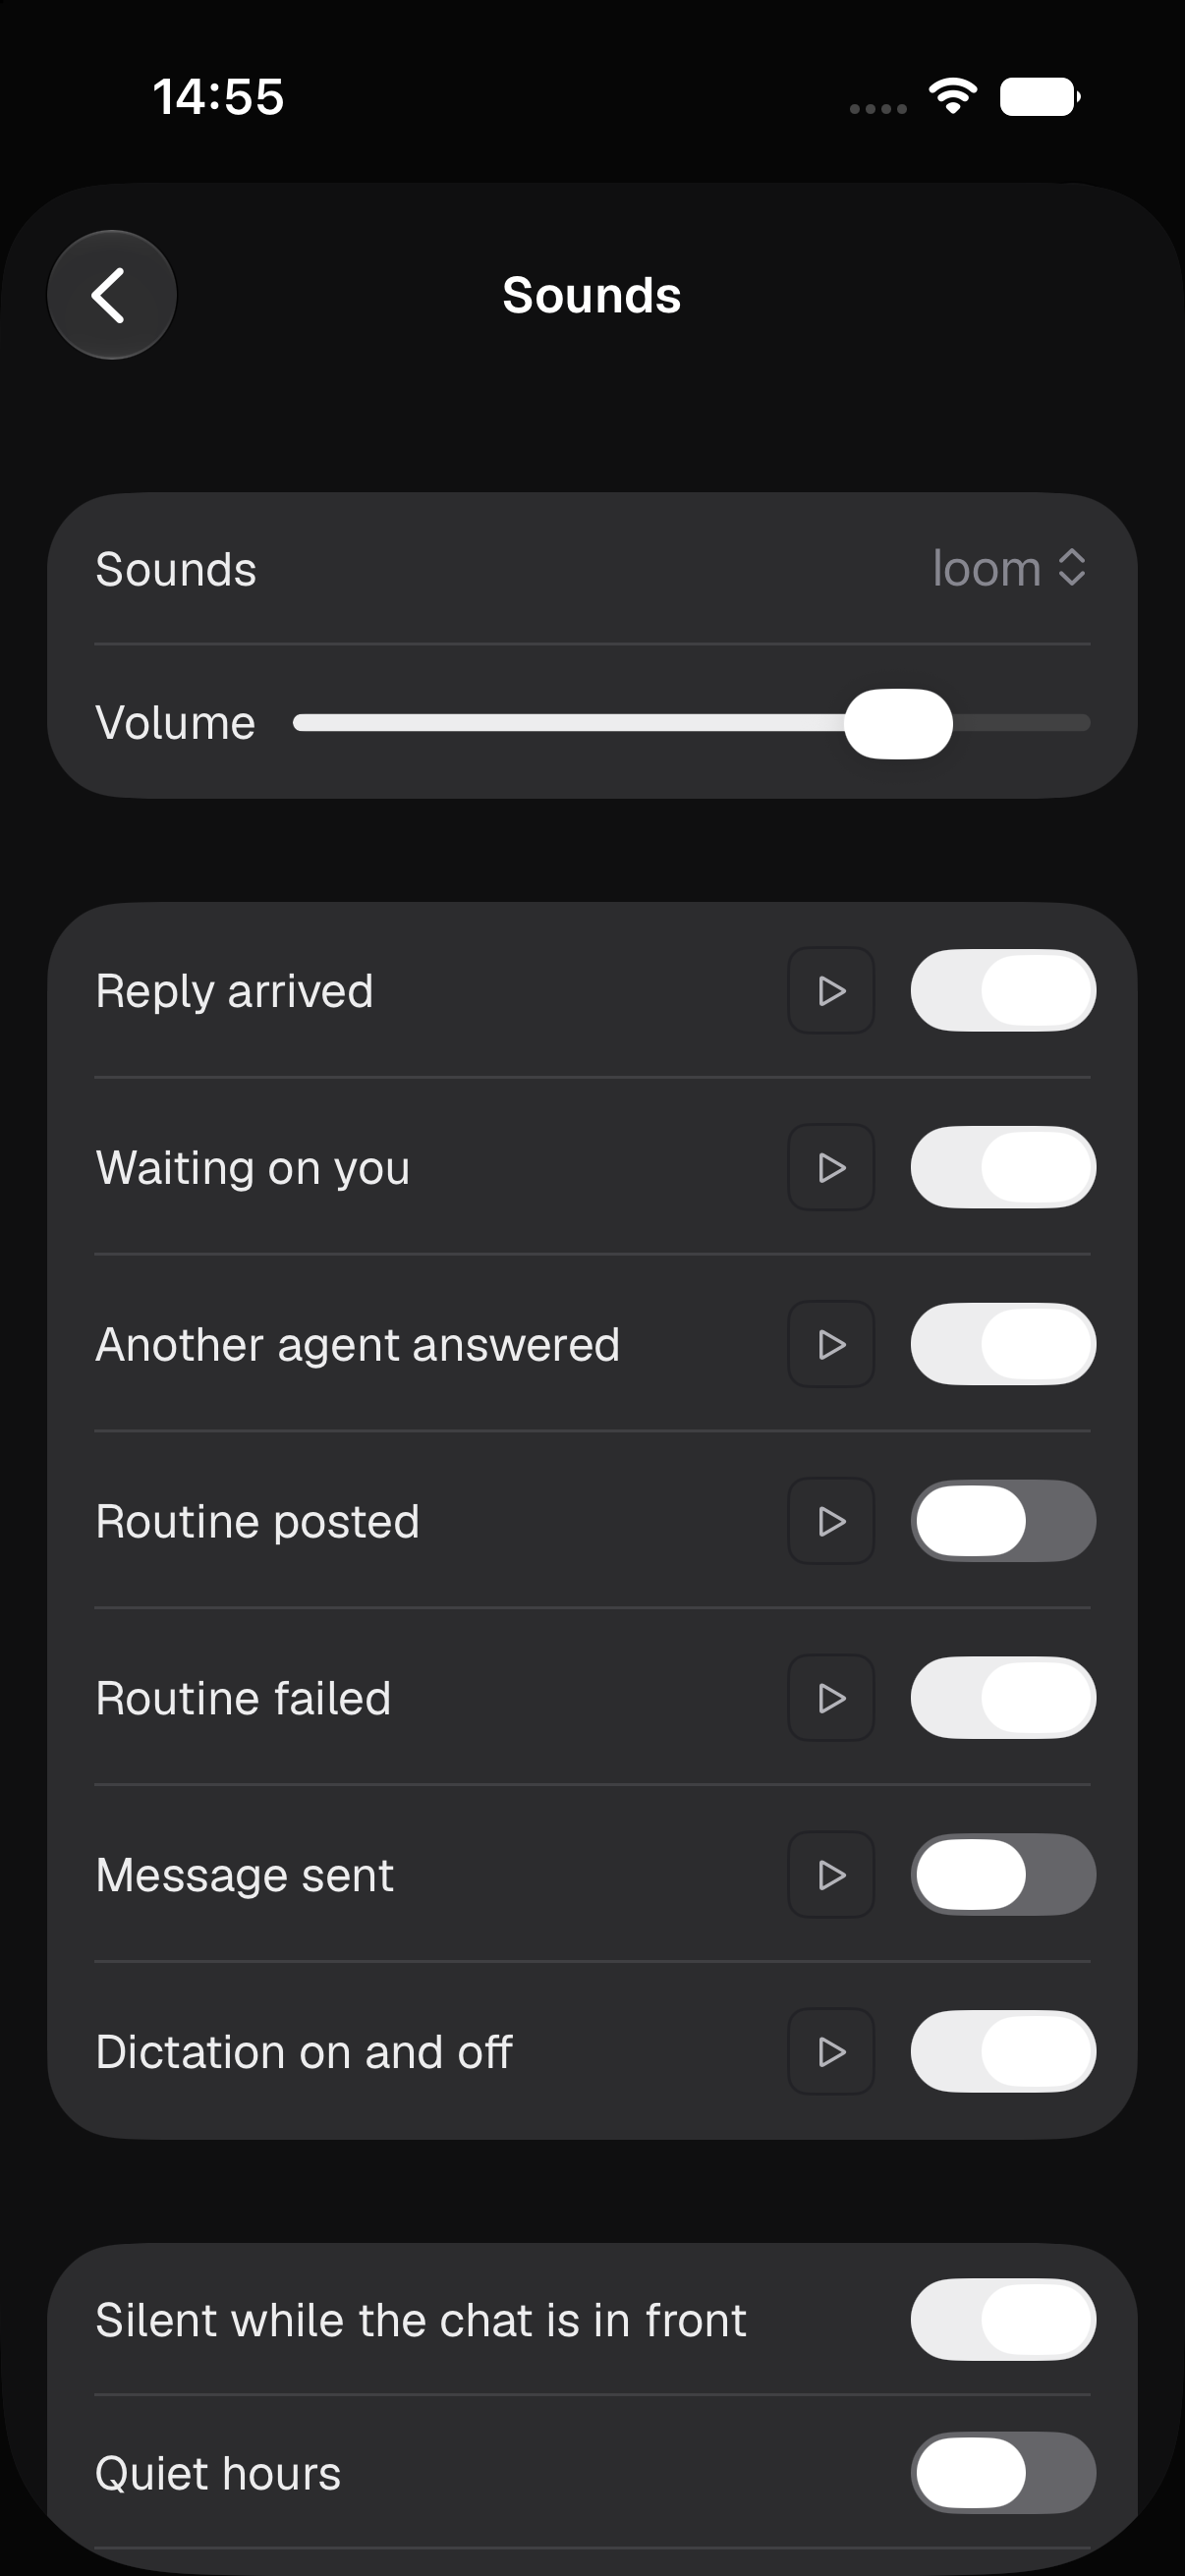 14:55
Sounds
Sounds loom
Volume
Reply arrived
Waiting on you
Another agent answered
Routine posted
Routine failed
Message sent
Dictation on and off
Silent while the chat is in front
Quiet hours